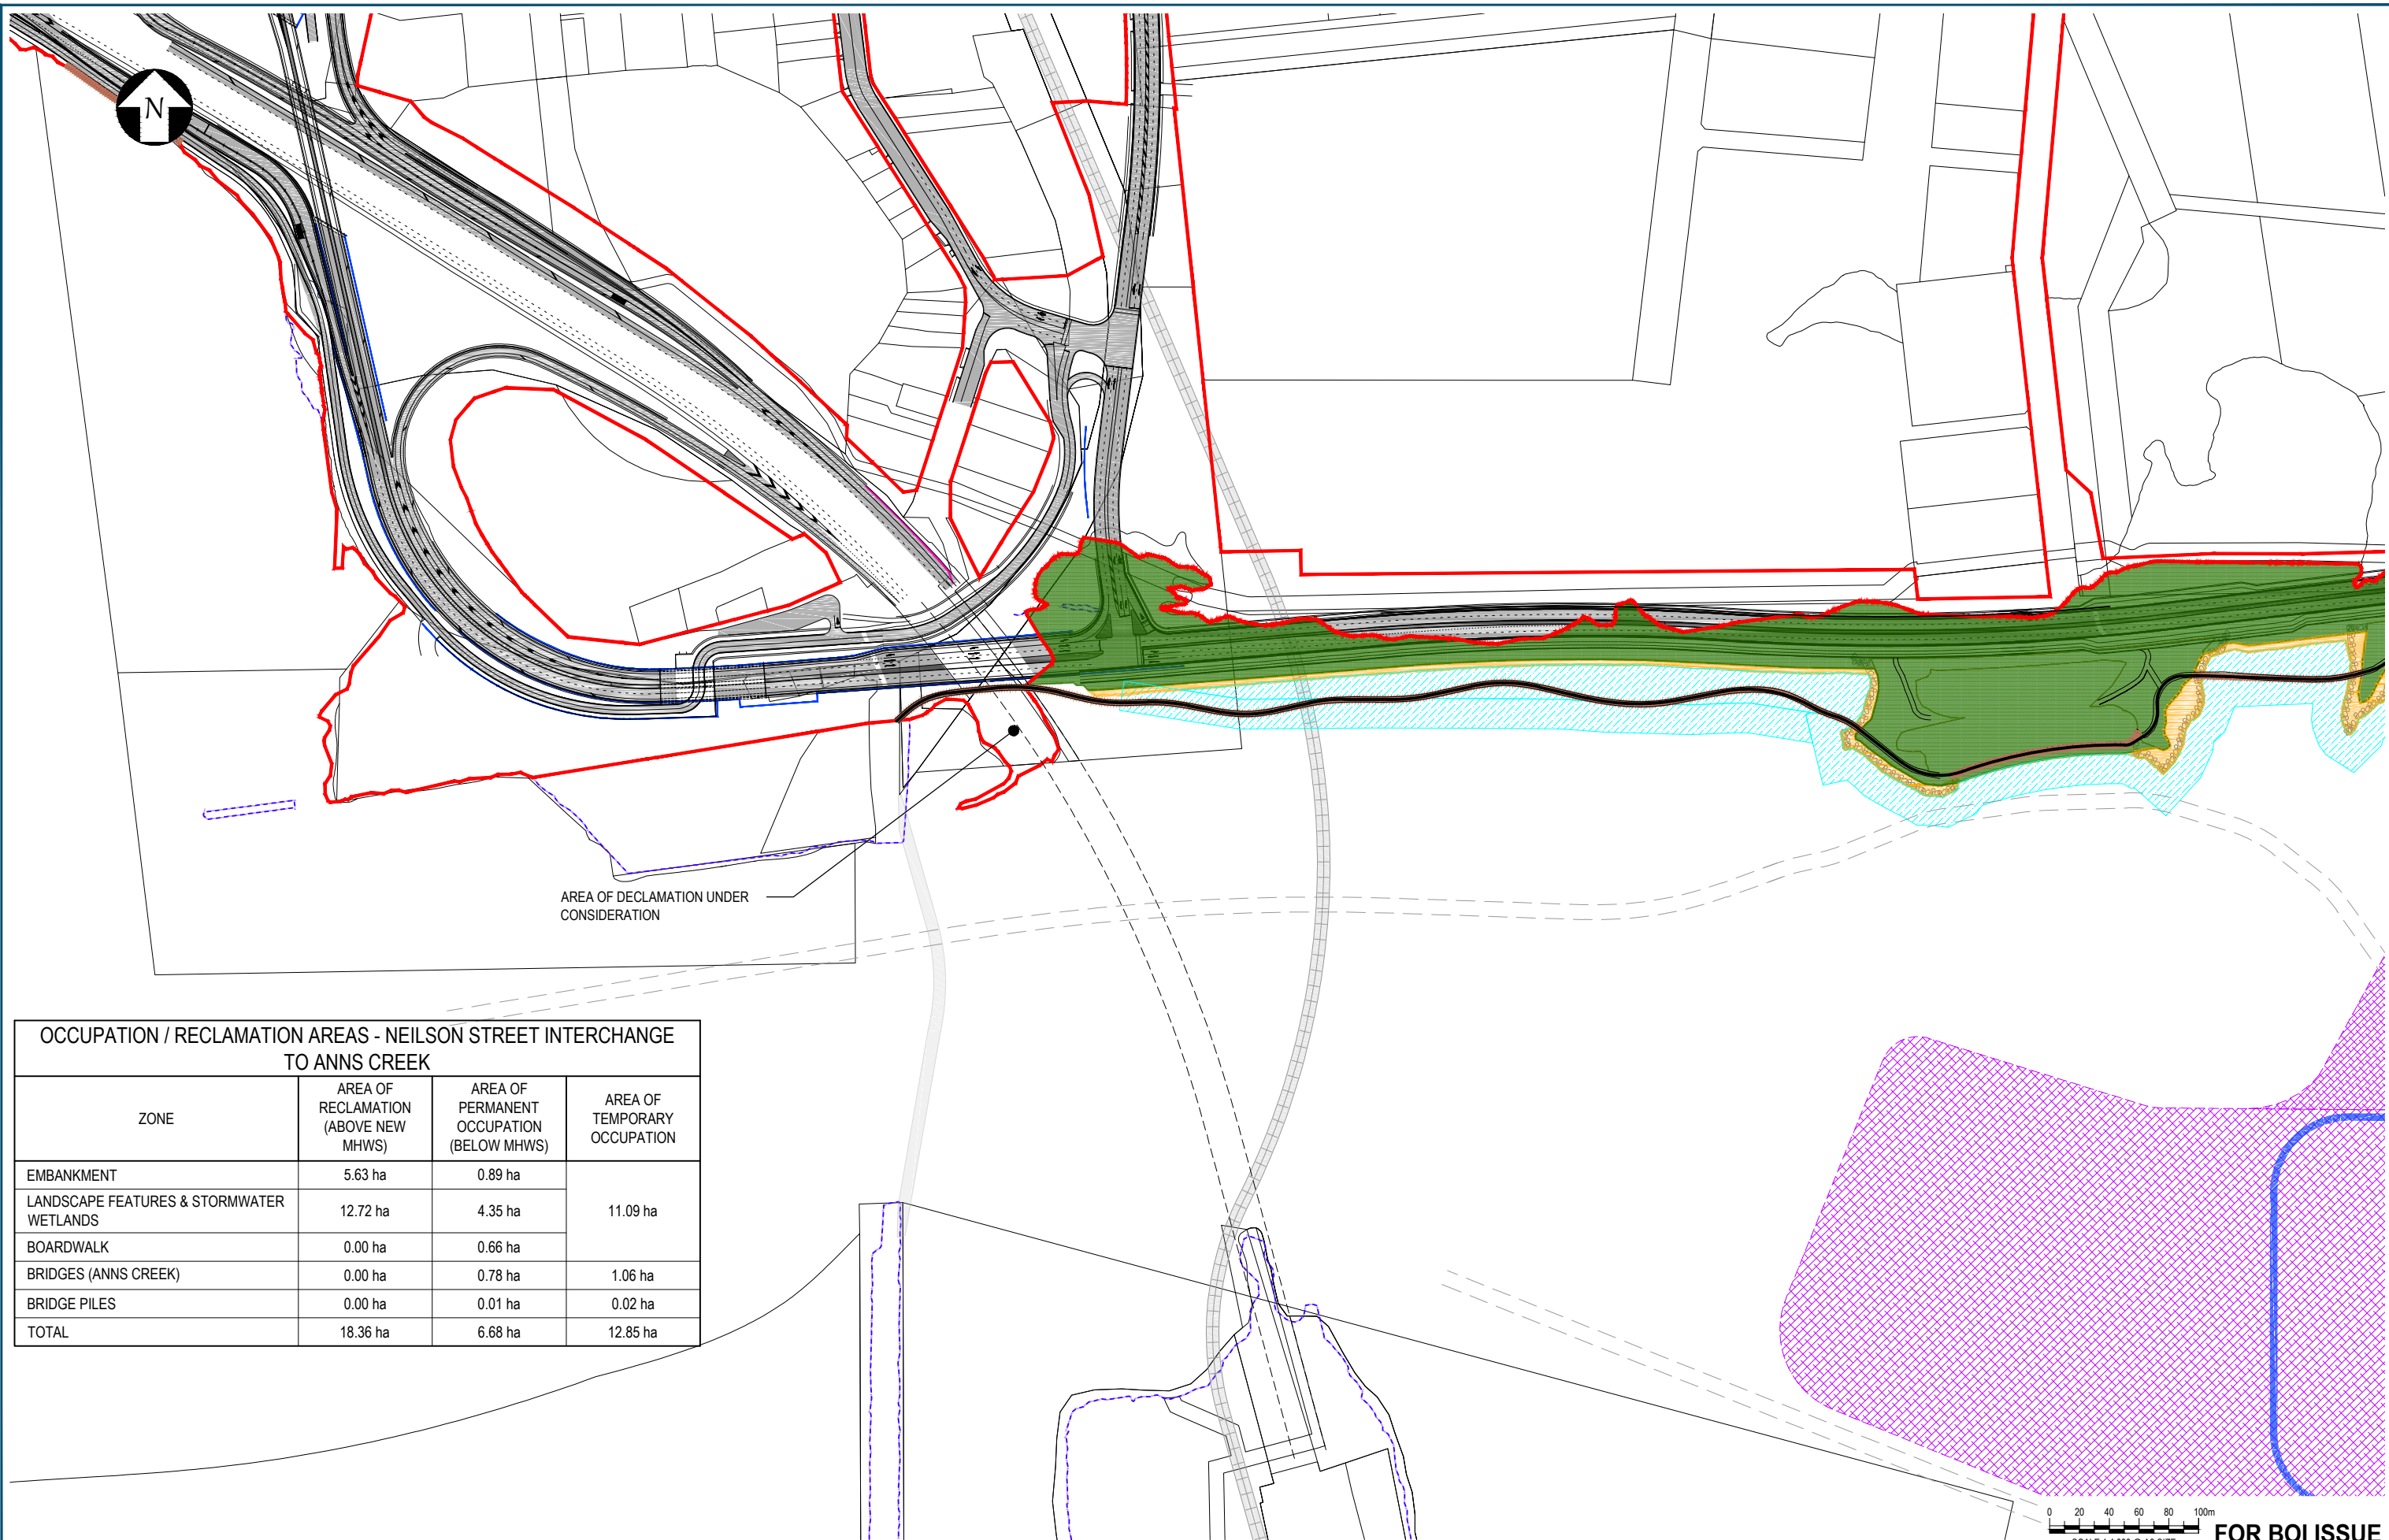 N
AREA OF DECLAMATION UNDER
CONSIDERATION
OCCUPATION / RECLAMATION AREAS - NEILSON STREET INTERCHANGE
TO ANNS CREEK
ZONE
AREA OF
RECLAMATION
(ABOVE NEW
MHWS)
AREA OF
PERMANENT
OCCUPATION
(BELOW MHWS)
AREA OF
TEMPORARY
OCCUPATION
EMBANKMENT 5.63 ha 0.89 ha
LANDSCAPE FEATURES & STORMWATER
WETLANDS 12.72 ha 4.35 ha 11.09 ha
BOARDWALK 0.00 ha 0.66 ha
BRIDGES (ANNS CREEK) 0.00 ha 0.78 ha 1.06 ha
BRIDGE PILES 0.00 ha 0.01 ha 0.02 ha
TOTAL 18.36 ha 6.68 ha 12.85 ha
0 20 40 60 80 100m
FOR BOI ISSUE